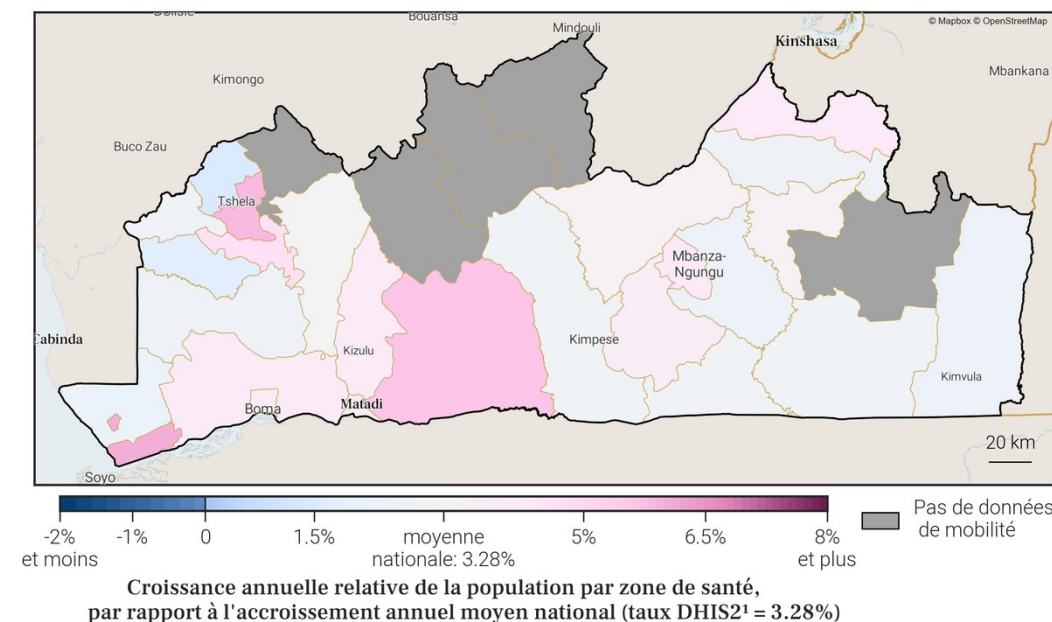 Dolisie
Bouansa
Mindouli
© Mapbox © OpenStreetMap
Kinshasa
Mbankana
Kimongo
Buco Zau
Tshela
Mbanza-
Ngungu
Cabinda
Kizulu
Kimpese
Kimvula
Boma
Matadi
Soyo
20 km
-2%
et moins
-1%
0
1.5%
moyenne
nationale: 3.28%
5%
6.5%
8%
et plus
Pas de données
de mobilité
Croissance annuelle relative de la population par zone de santé,
par rapport à l'accroissement annuel moyen national (taux DHIS2¹ = 3.28%)